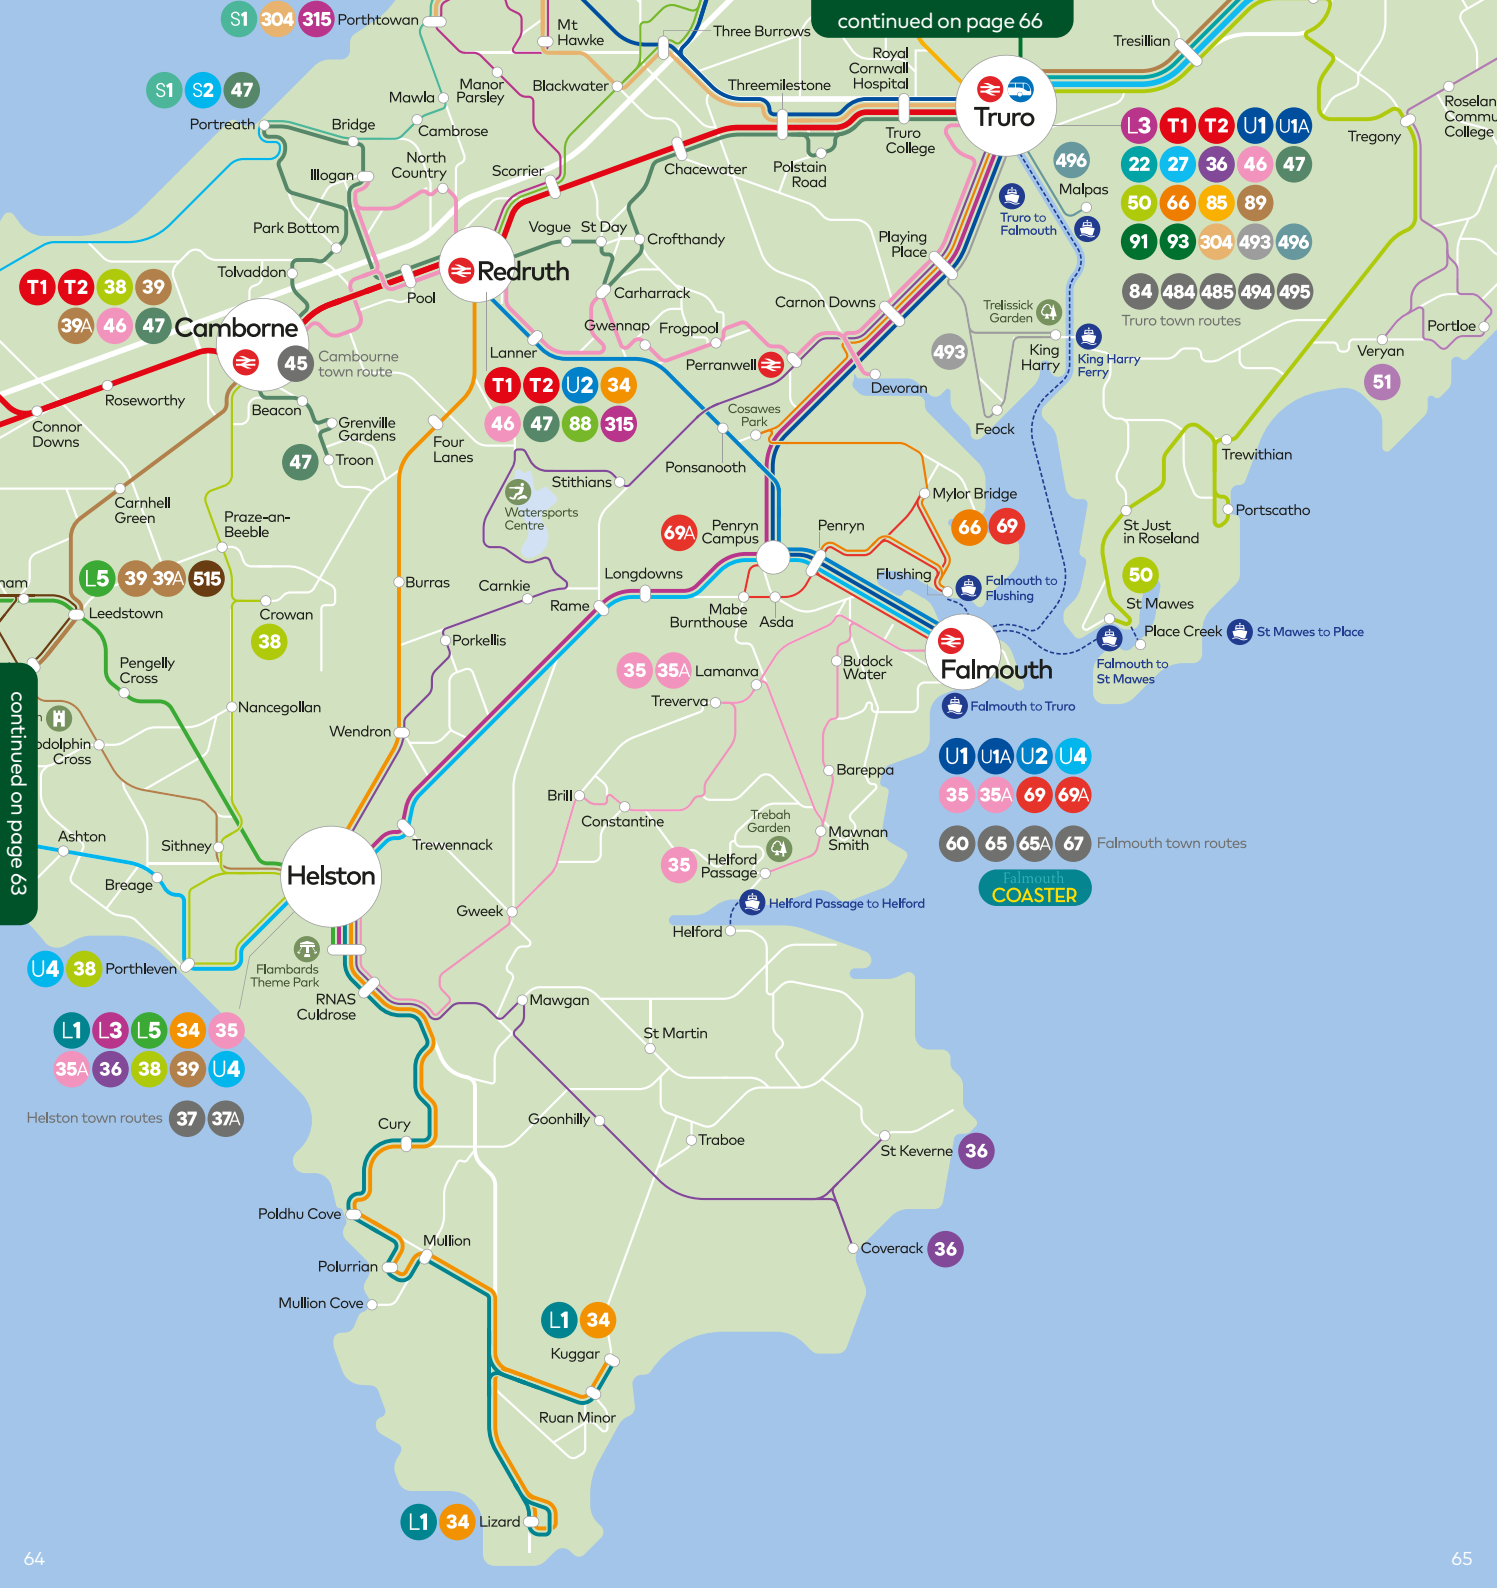 continued on page 66
S1 304 315 Porthtowan
Mt
Hawke
Three Burrows
Tresillian
Royal
Cornwall
Hospital
S1 S2 47
Manor
Parsley
Blackwater
Threemilestone
Mawla
Portreath
Bridge
Cambrose
Truro
Truro
College
L3 T1 T2 U1 U1A
22 27 36 46 47
50 66 85 89
91 93 304 493 496
84 484 485 494 495
Truro town routes
Tregony
College
496
Malpas
North
Country
Illogan
Scorrier
Chacewater
Polstain
Road
Truro to
Falmouth
Park Bottom
Vogue
St Day
Crofthandy
Playing
Place
Tolvaddon
Redruth
T1 T2 38 39
39A 46 47
Camborne
Pool
Carharrack
Carnon Downs
Trelissick
Garden
45
Cambourne
town route
Gwennap
Frogpool
Lanner
Perranwell
493
King
Harry
King Harry
Ferry
Portloe
Veryan
51
T1 T2 U2 34
46 47 88 315
Devoran
Roseworthy
Beacon
Cosawes
Park
Feock
Connor
Downs
Grenville
Gardens
47 Troon
Four
Lanes
Ponsanooth
Trewithian
Stithians
Carnhell
Green
Watersports
Centre
Mylor Bridge
66 69
Portscatho
St Just
in Roseland
Praze-an-
Beeble
69A
Penryn
Campus
Penryn
L5 39 39A 515
Burras
Carnkie
Longdowns
Flushing
Falmouth to
Flushing
50
St Mawes
Leedstown
Crowan
38
Rame
Mabe
Burnthouse
Asda
Place Creek
St Mawes to Place
Porkellis
Falmouth
Falmouth to
St Mawes
Pengelly
Cross
35 35A Lamanva
Budock
Water
Treverva
Falmouth to Truro
continued on page 63
Nancegollan
Cross
Wendron
U1 U1A U2 U4
35 35A 69 69A
60 65 65A 67 Falmouth town routes
Falmouth
COASTER
Bareppa
Brill
Constantine
Trebah
Garden
Mawnan
Smith
Ashton
Sithney
Trewennack
35
Helford
Passage
Breage
Helston
Helford Passage to Helford
Gweek
Helford
U4 38 Porthleven
Flambards
Theme Park
RNAS
Culdrose
Mawgan
L1 L3 L5 34 35
35A 36 38 39 U4
Helston town routes 37 37A
St Martin
Cury
Goonhilly
Traboe
St Keverne 36
Poldhu Cove
Mullion
Coverack 36
Polurrian
Mullion Cove
L1 34
Kuggar
Ruan Minor
L1 34 Lizard
64
65